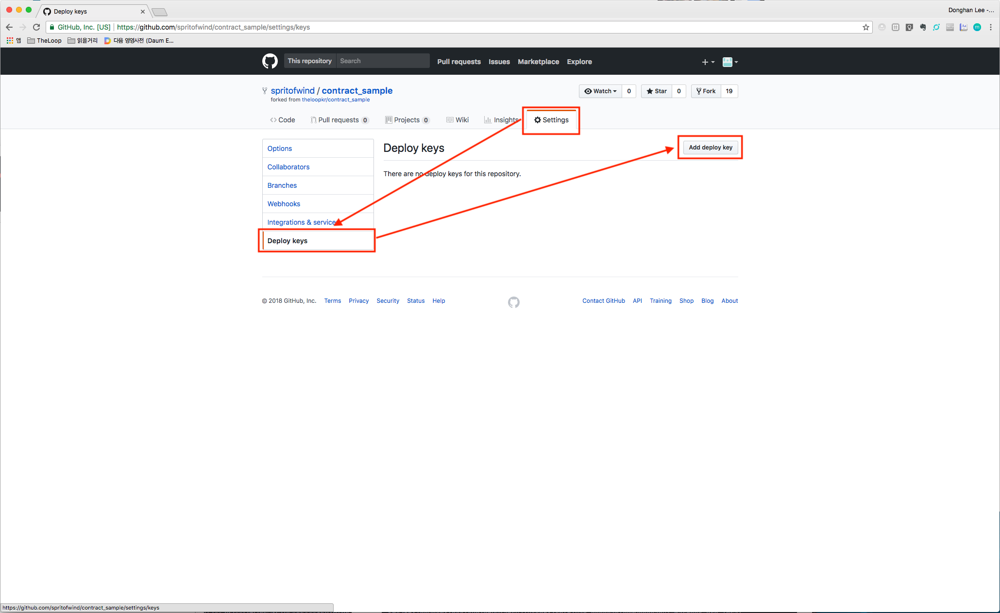 Deploy keys
Donghan Lee -...
GitHub, Inc. [US] https://github.com/spritofwind/contract_sample/settings/keys
앱 TheLoop 읽을거리 다음 영영사전 (Daum E...
This repository Search Pull requests Issues Marketplace Explore
spritofwind / contract_sample
Watch 0 Star 0 Fork 19
forked from theloopkr/contract_sample
Code Pull requests 0 Projects 0 Wiki Insights Settings
Options
Collaborators
Branches
Webhooks
Integrations & service
Deploy keys
Deploy keys
Add deploy key
There are no deploy keys for this repository.
© 2018 GitHub, Inc. Terms Privacy Security Status Help
Contact GitHub API Training Shop Blog About
https://github.com/spritofwind/contract_sample/settings/keys